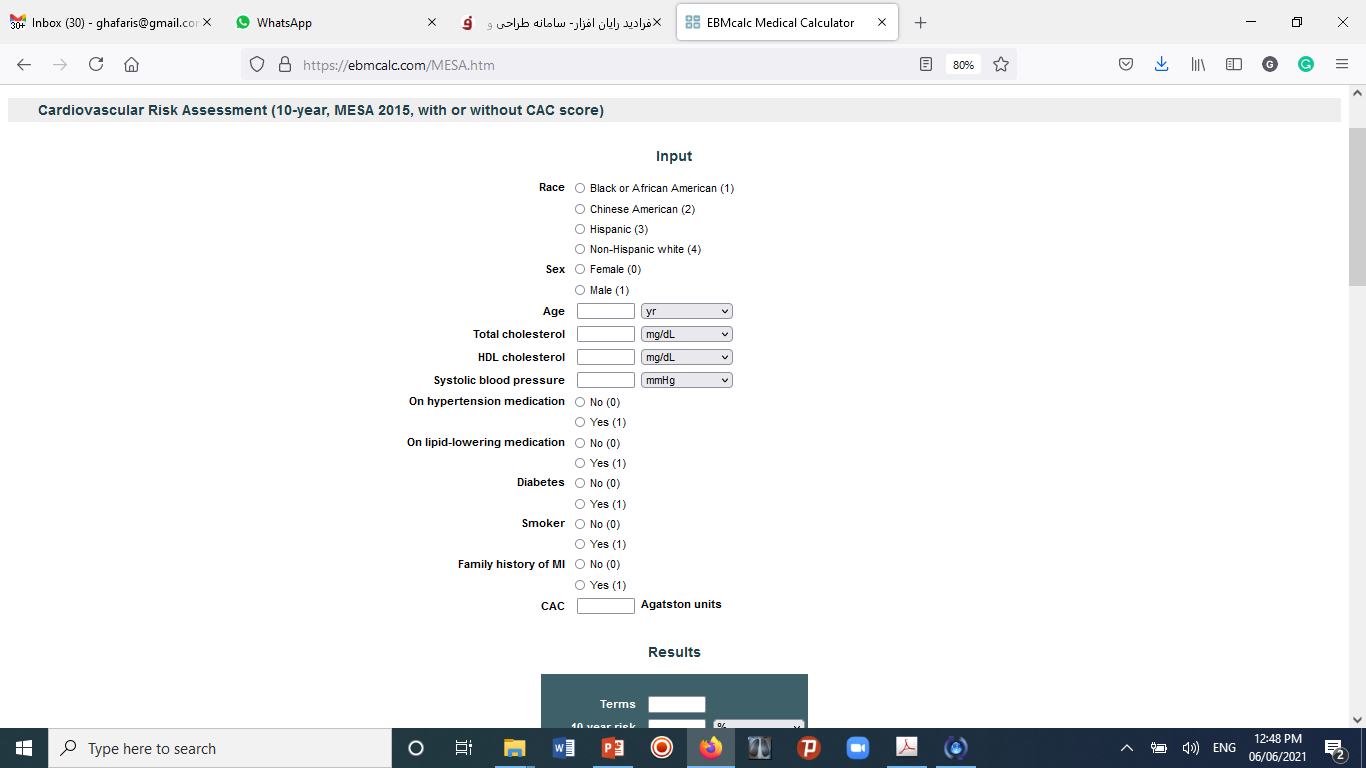 Inbox (30) - ghafaris@gmail.co
WhatsApp
فرادید رایان افزار- سامانه طراحی و
EBMcalc Medical Calculator
https://ebmcalc.com/MESA.htm
80%
Cardiovascular Risk Assessment (10-year, MESA 2015, with or without CAC score)
Input
Race
Black or African American (1)
Chinese American (2)
Hispanic (3)
Non-Hispanic white (4)
Sex
Female (0)
Male (1)
Age
yr
Total cholesterol
mg/dL
HDL cholesterol
mg/dL
Systolic blood pressure
mmHg
On hypertension medication
No (0)
Yes (1)
On lipid-lowering medication
No (0)
Yes (1)
Diabetes
No (0)
Yes (1)
Smoker
No (0)
Yes (1)
Family history of MI
No (0)
Yes (1)
CAC
Agatston units
Results
Terms
10 year risk
%
Type here to search
ENG
12:48 PM
06/06/2021
2